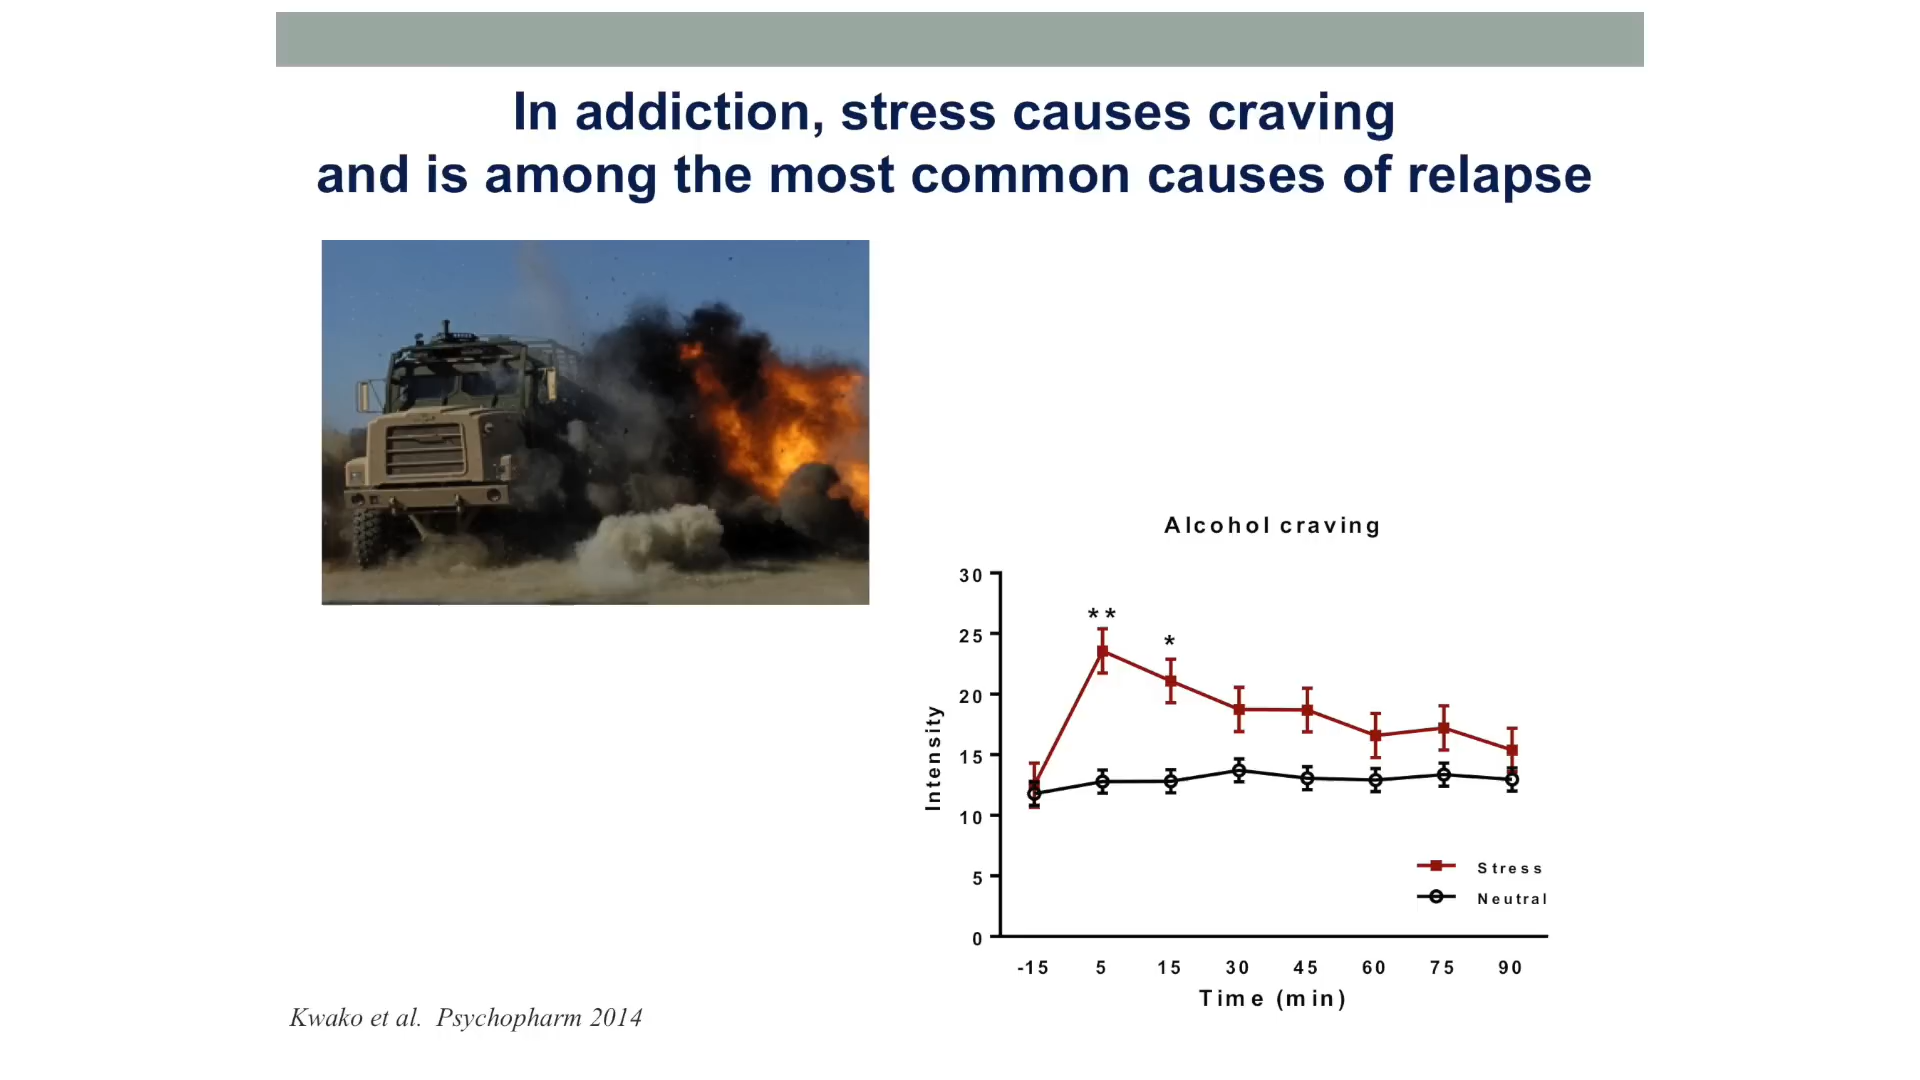 In addiction, stress causes craving
and is among the most common causes of relapse
Alcohol craving
30
25
20
15
10
5
0
Intensity
**
*
Stress
Neutral
-15 5 15 30 45 60 75 90
Time (min)
Kwako et al. Psychopharm 2014